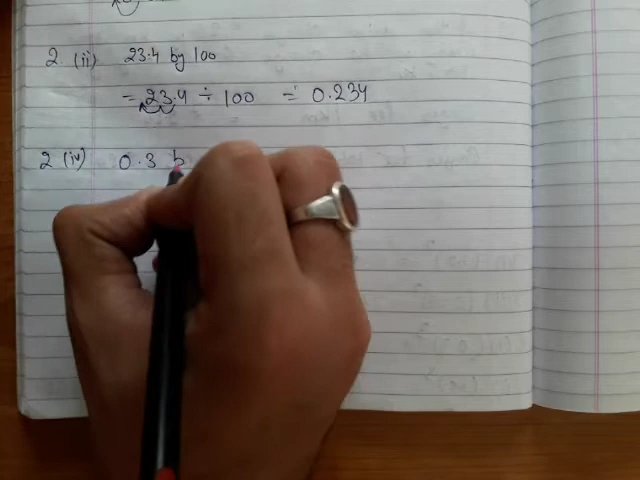 2 (ii) 23.4 by 100
= 23.4 ÷ 100 = 0.234
2 (iv) 0.3 b